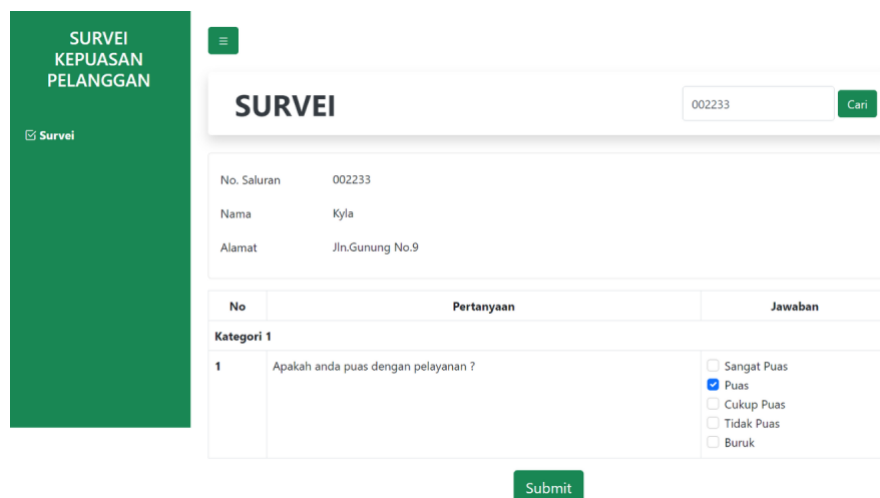 SURVEI
KEPUASAN
PELANGGAN
Survei
SURVEI
002233 Cari
No. Saluran 002233
Nama Kyla
Alamat Jln.Gunung No.9
No Pertanyaan Jawaban
Kategori 1
1 Apakah anda puas dengan pelayanan ? Sangat Puas
Puas
Cukup Puas
Tidak Puas
Buruk
Submit